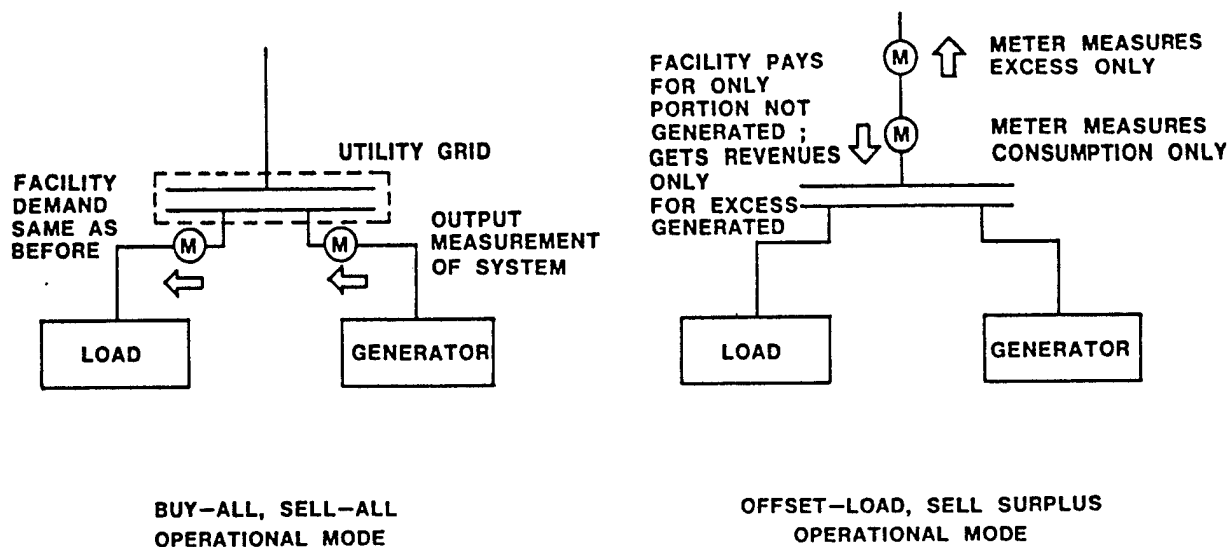 UTILITY GRID
FACILITY
DEMAND
SAME AS
BEFORE
M
M
OUTPUT
MEASUREMENT
OF SYSTEM
LOAD
GENERATOR
BUY-ALL, SELL-ALL
OPERATIONAL MODE
FACILITY PAYS
FOR ONLY
PORTION NOT
GENERATED ;
GETS REVENUES
ONLY
FOR EXCESS
GENERATED
M
METER MEASURES
EXCESS ONLY
M
METER MEASURES
CONSUMPTION ONLY
LOAD
GENERATOR
OFFSET-LOAD, SELL SURPLUS
OPERATIONAL MODE